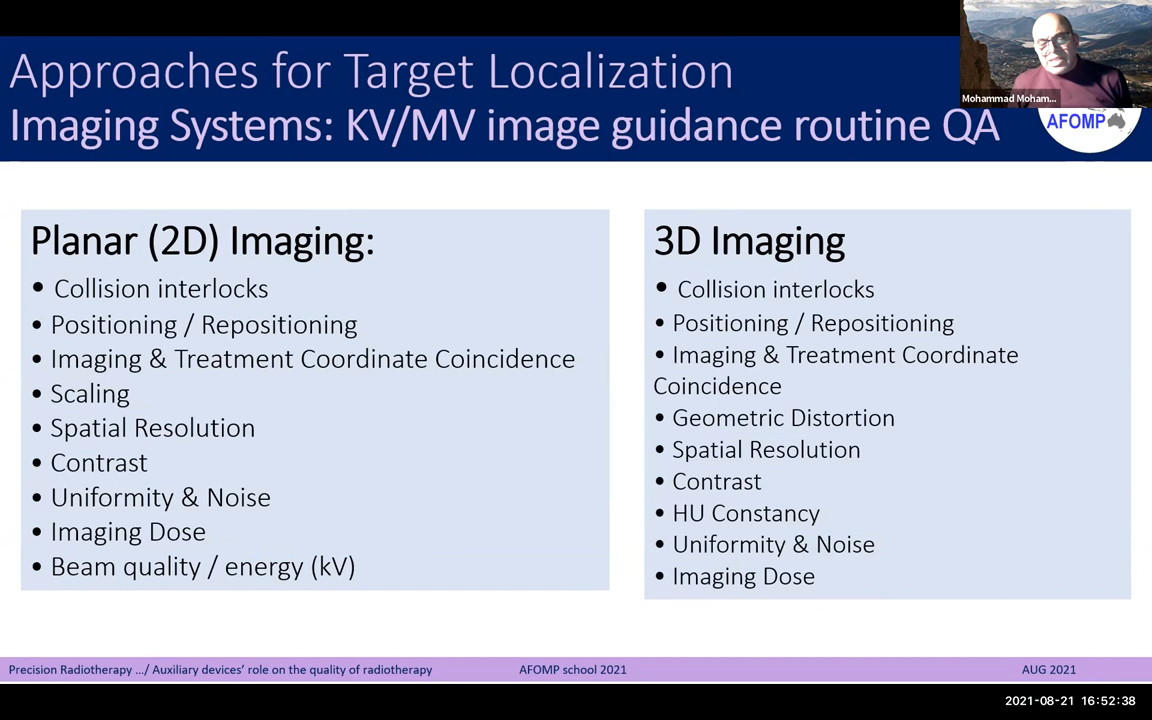 Approaches for Target Localization
Imaging Systems: KV/MV image guidance routine QA
Mohammad Moham...
AFOMP
Planar (2D) Imaging:
• Collision interlocks
• Positioning / Repositioning
• Imaging & Treatment Coordinate Coincidence
• Scaling
• Spatial Resolution
• Contrast
• Uniformity & Noise
• Imaging Dose
• Beam quality / energy (kV)
3D Imaging
• Collision interlocks
• Positioning / Repositioning
• Imaging & Treatment Coordinate
Coincidence
• Geometric Distortion
• Spatial Resolution
• Contrast
• HU Constancy
• Uniformity & Noise
• Imaging Dose
Precision Radiotherapy .../ Auxiliary devices' role on the quality of radiotherapy
AFOMP school 2021
AUG 2021
2021-08-21 16:52:38